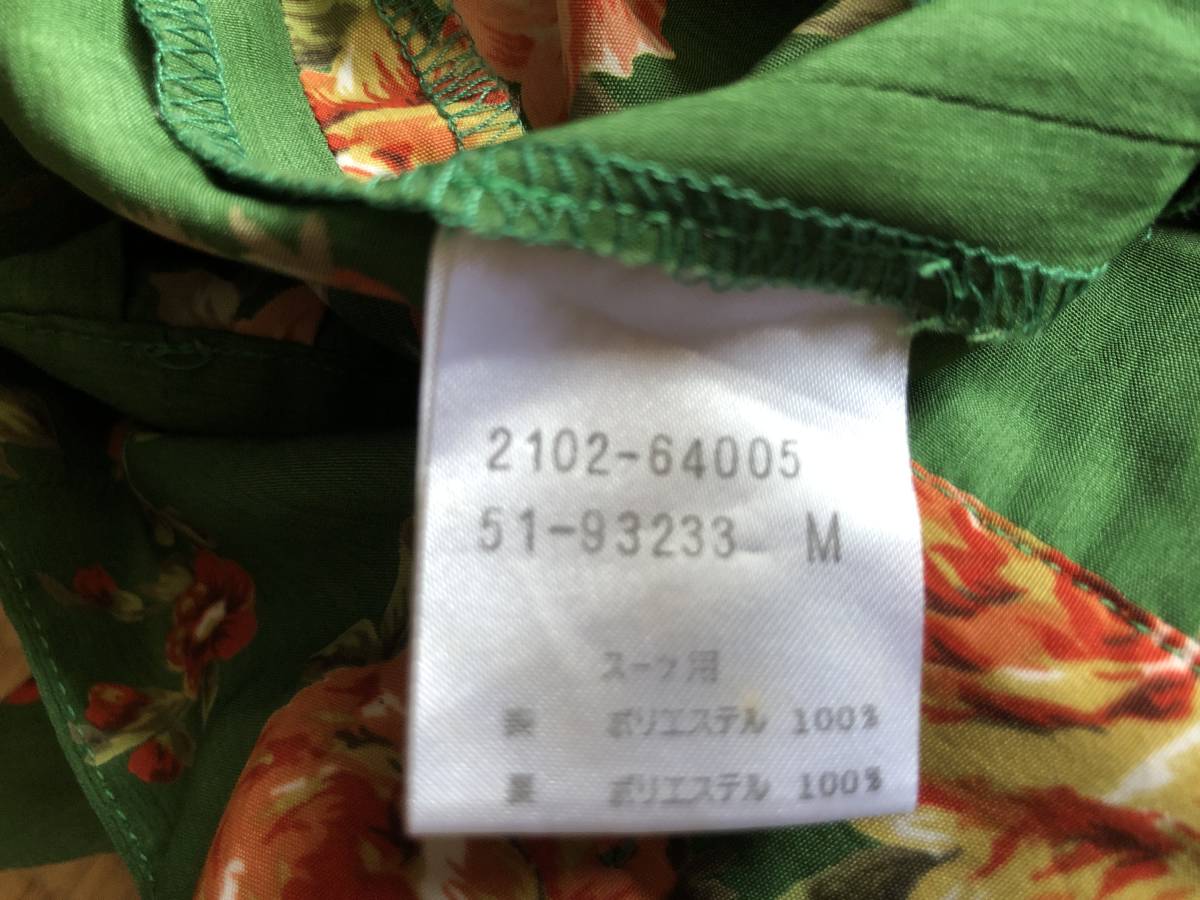 2102-64005
51-93233 M
スーツ用
表 ポリエステル 100%
裏 ポリエステル 100%